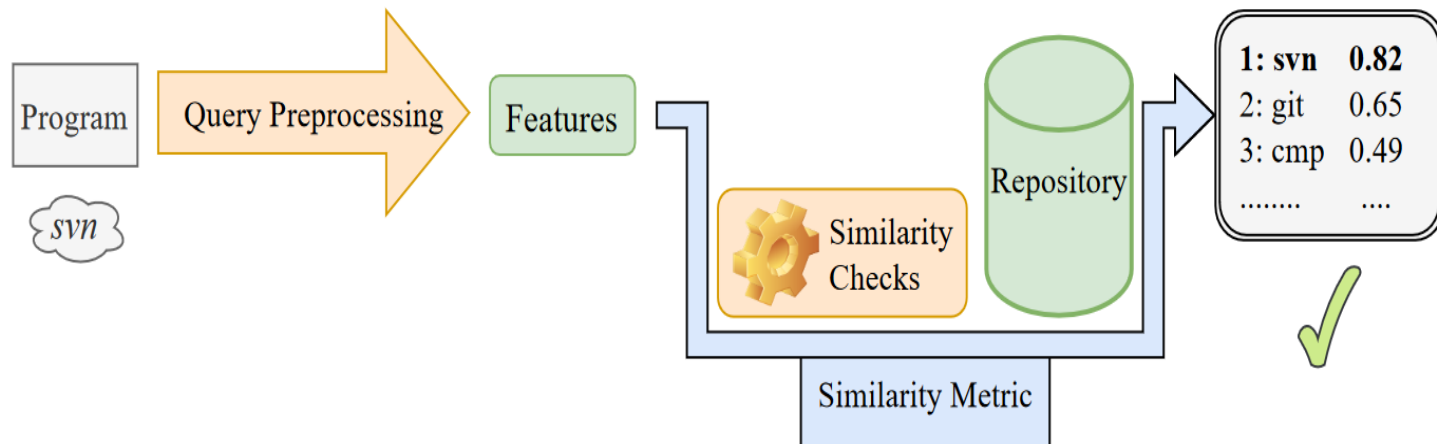 Program
svn
Query Preprocessing
Features
Similarity
Checks
Repository
Similarity Metric
1: svn 0.82
2: git 0.65
3: cmp 0.49
........ ....